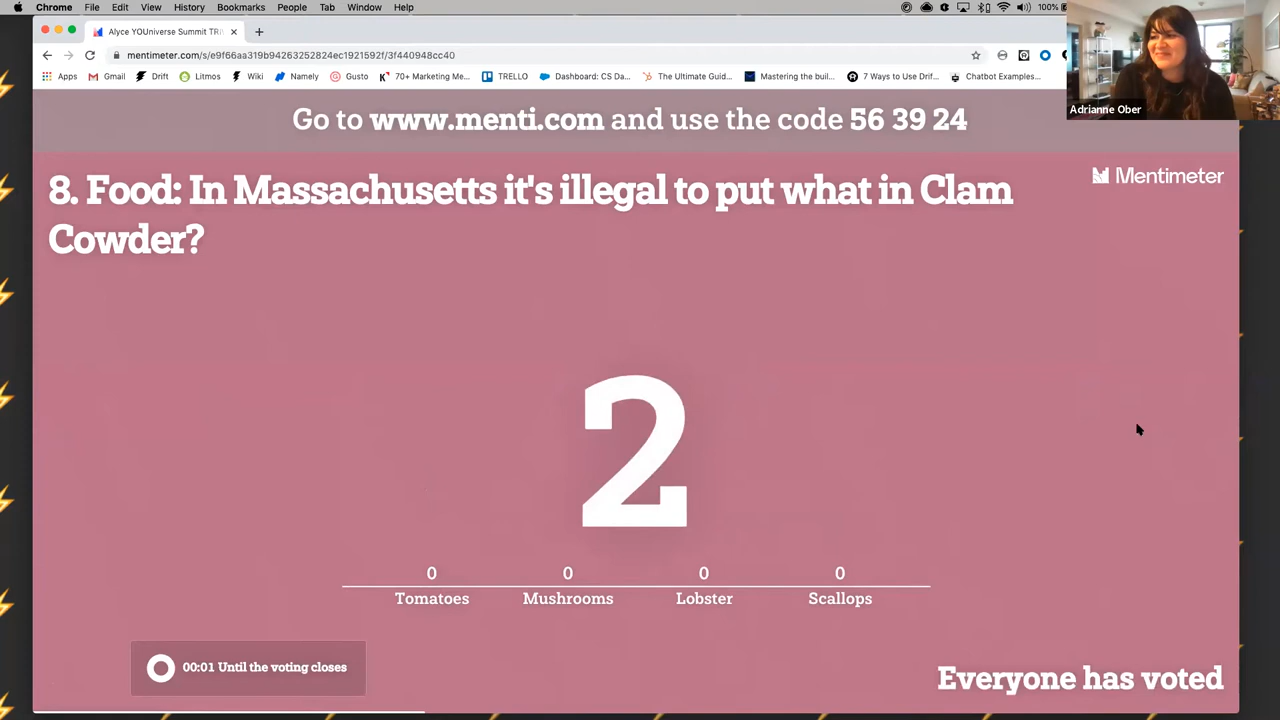 Chrome File Edit View History Bookmarks People Tab Window Help 100%
Alyce YOUniverse Summit TRI
mentimeter.com/s/e9f66aa319b94263252824ec1921592f/3f440948cc40
Apps Gmail Drift Litmos Wiki Namely Gusto 70+ Marketing Me... TRELLO Dashboard: CS Da... The Ultimate Guid... Mastering the buil... 7 Ways to Use Drif... Chatbot Examples...
Adrianne Ober
Go to www.menti.com and use the code 56 39 24
8. Food: In Massachusetts it's illegal to put what in Clam
Cowder?
Mentimeter
2
0 0 0 0
Tomatoes Mushrooms Lobster Scallops
00:01 Until the voting closes
Everyone has voted